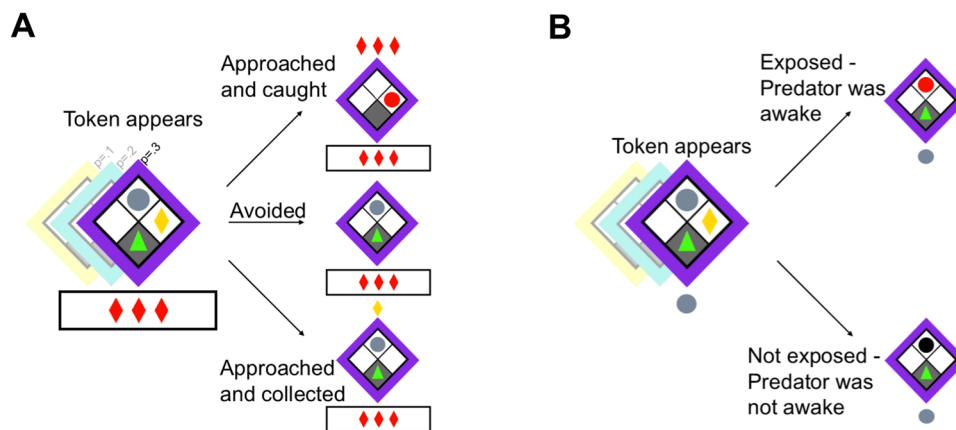 A
Approached
and caught
Token appears
p=.1
p=.2
p=.3
Avoided
Approached
and collected
B
Exposed -
Predator was
awake
Token appears
Not exposed -
Predator was
not awake